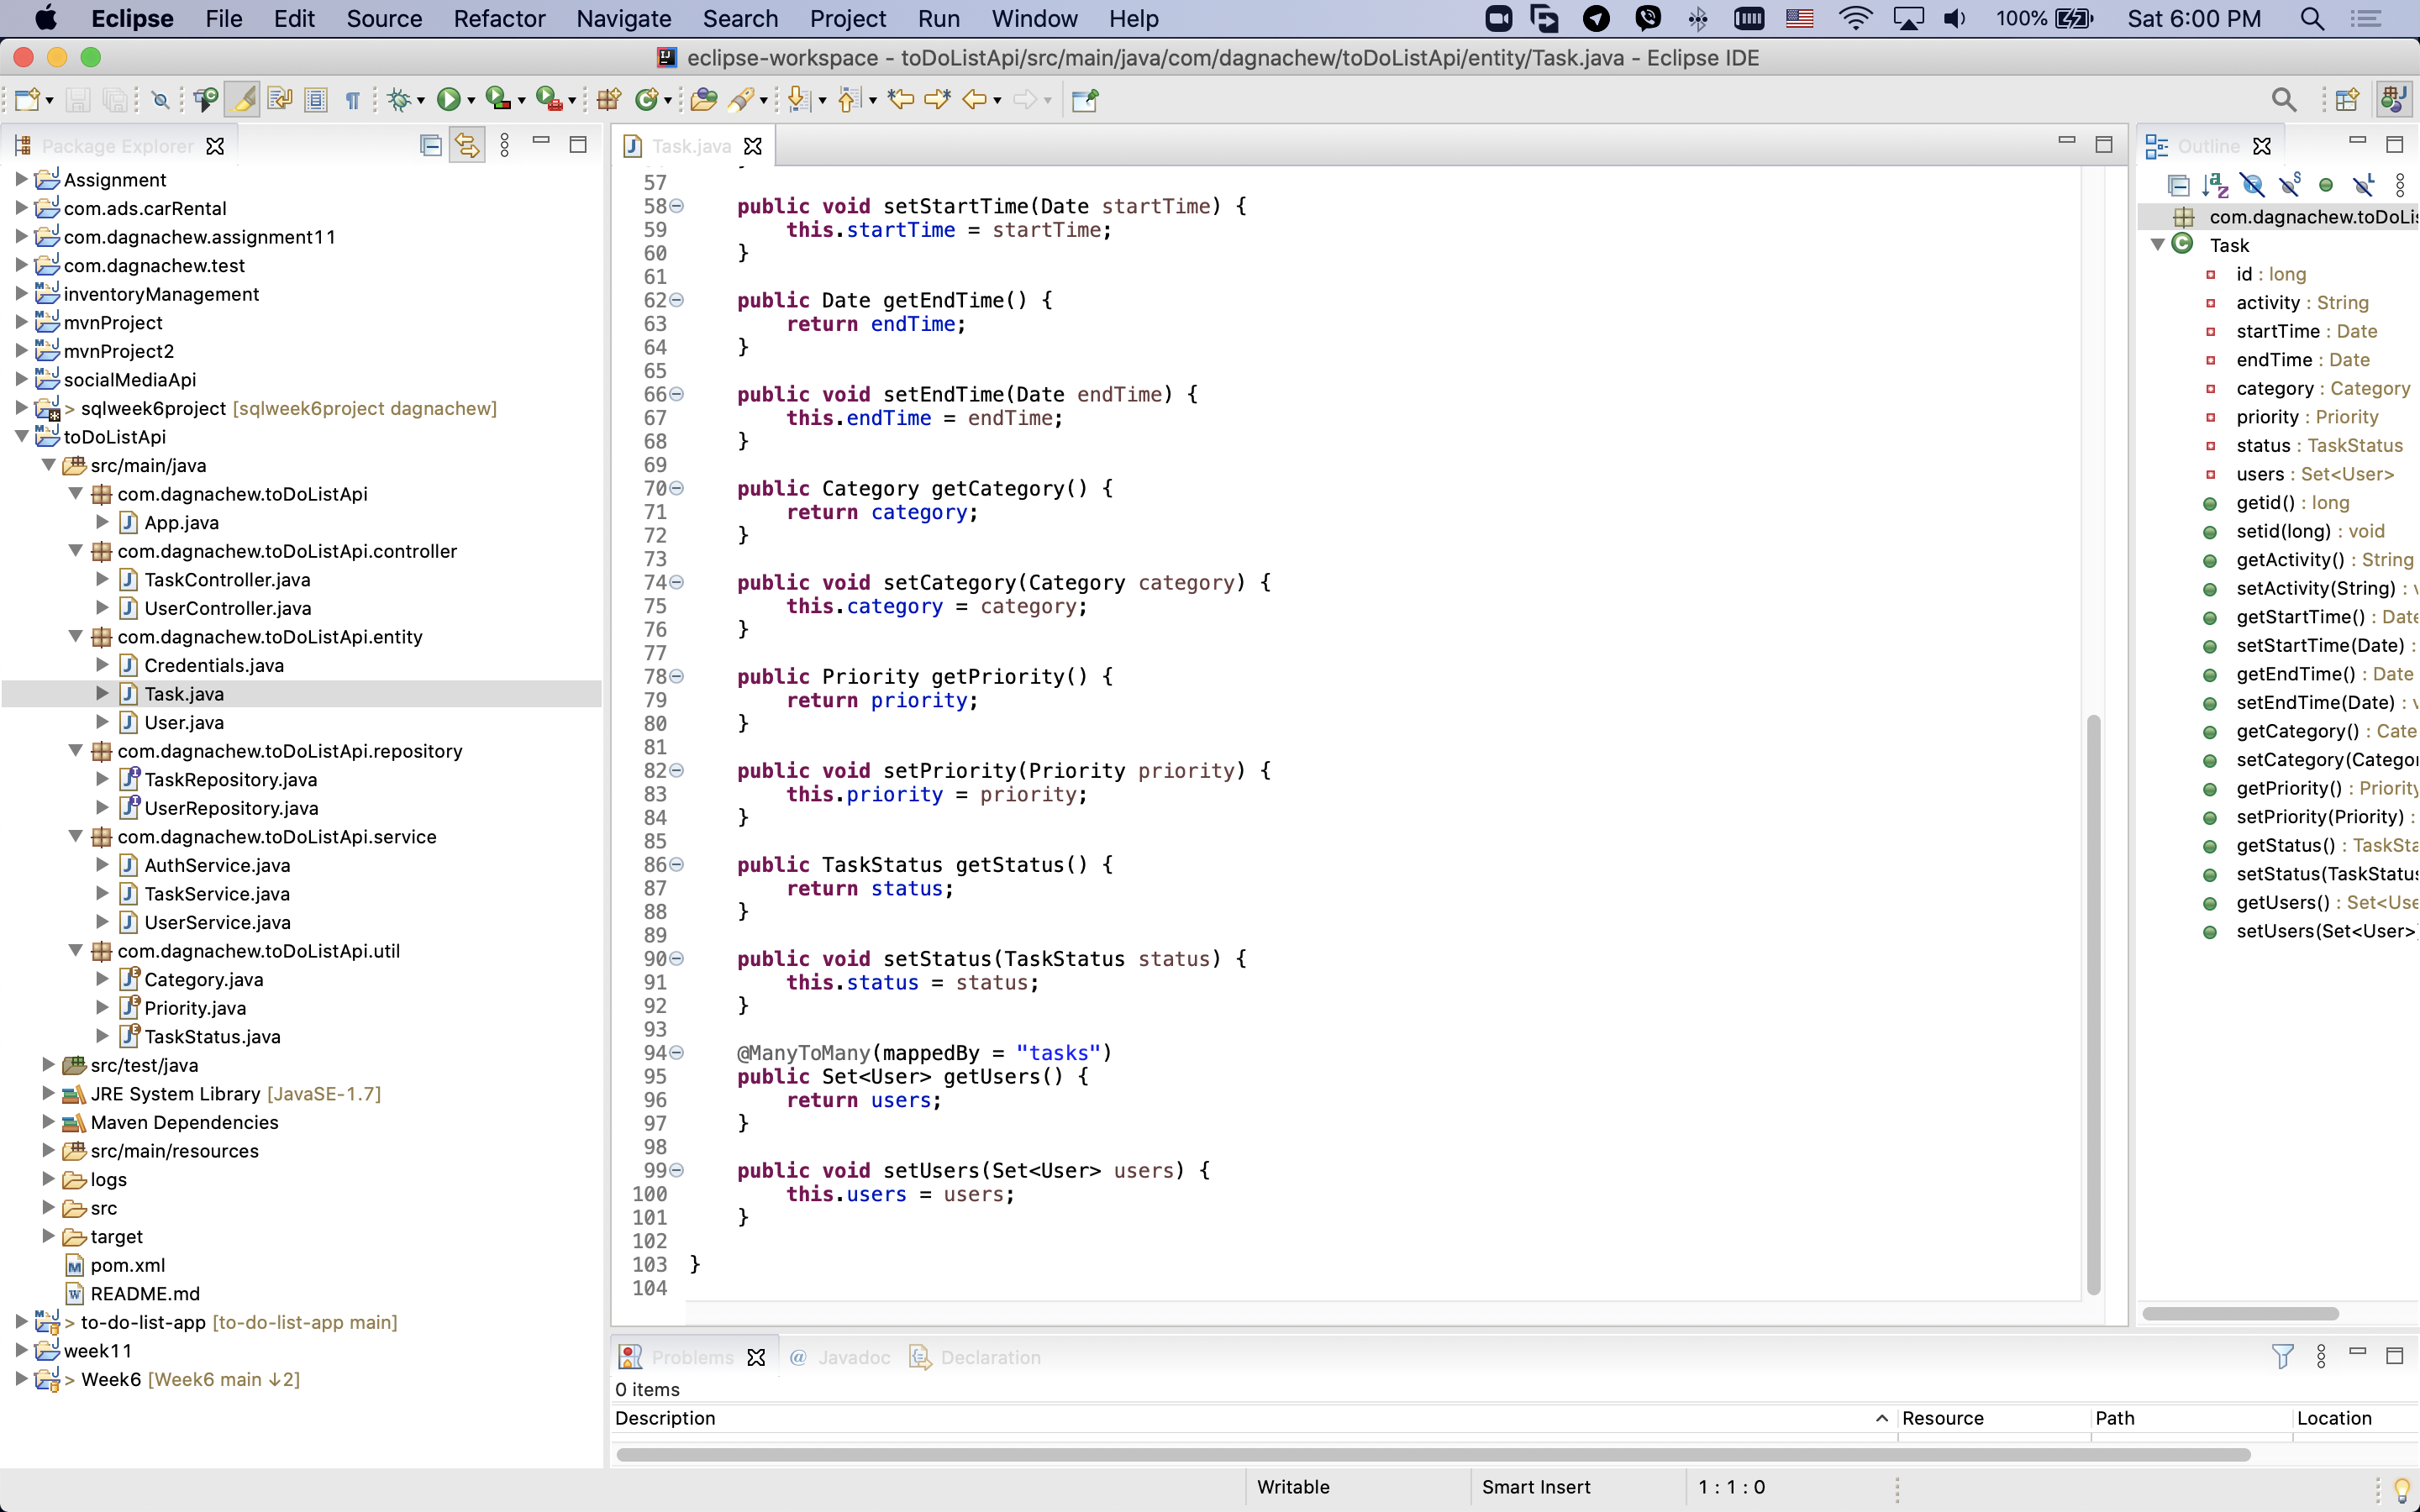 Eclipse File Edit Source Refactor Navigate Search Project Run Window Help 100% Sat 6:00 PM
eclipse-workspace - toDoListApi/src/main/java/com/dagnachew/toDoListApi/entity/Task.java - Eclipse IDE
Package Explorer
Assignment
com.ads.carRental
com.dagnachew.assignment11
com.dagnachew.test
inventoryManagement
mvnProject
mvnProject2
socialMediaApi
> sqlweek6project [sqlweek6project dagnachew]
toDoListApi
src/main/java
com.dagnachew.toDoListApi
App.java
com.dagnachew.toDoListApi.controller
TaskController.java
UserController.java
com.dagnachew.toDoListApi.entity
Credentials.java
Task.java
User.java
com.dagnachew.toDoListApi.repository
TaskRepository.java
UserRepository.java
com.dagnachew.toDoListApi.service
AuthService.java
TaskService.java
UserService.java
com.dagnachew.toDoListApi.util
Category.java
Priority.java
TaskStatus.java
src/test/java
JRE System Library [JavaSE-1.7]
Maven Dependencies
src/main/resources
logs
src
target
pom.xml
README.md
> to-do-list-app [to-do-list-app main]
week11
> Week6 [Week6 main ↓2]
Task.java
57
58 public void setStartTime(Date startTime) {
59 this.startTime = startTime;
60 }
61
62 public Date getEndTime() {
63 return endTime;
64 }
65
66 public void setEndTime(Date endTime) {
67 this.endTime = endTime;
68 }
69
70 public Category getCategory() {
71 return category;
72 }
73
74 public void setCategory(Category category) {
75 this.category = category;
76 }
77
78 public Priority getPriority() {
79 return priority;
80 }
81
82 public void setPriority(Priority priority) {
83 this.priority = priority;
84 }
85
86 public TaskStatus getStatus() {
87 return status;
88 }
89
90 public void setStatus(TaskStatus status) {
91 this.status = status;
92 }
93
94 @ManyToMany(mappedBy = "tasks")
95 public Set<User> getUsers() {
96 return users;
97 }
98
99 public void setUsers(Set<User> users) {
100 this.users = users;
101 }
102
103 }
104
Outline
com.dagnachew.toDoLis
Task
id : long
activity : String
startTime : Date
endTime : Date
category : Category
priority : Priority
status : TaskStatus
users : Set<User>
getid() : long
setid(long) : void
getActivity() : String
setActivity(String) : v
getStartTime() : Date
setStartTime(Date) :
getEndTime() : Date
setEndTime(Date) : v
getCategory() : Cate
setCategory(Categor
getPriority() : Priority
setPriority(Priority) :
getStatus() : TaskSta
setStatus(TaskStatus
getUsers() : Set<Use
setUsers(Set<User>
Problems @ Javadoc Declaration
0 items
Description Resource Path Location
Writable Smart Insert 1 : 1 : 0